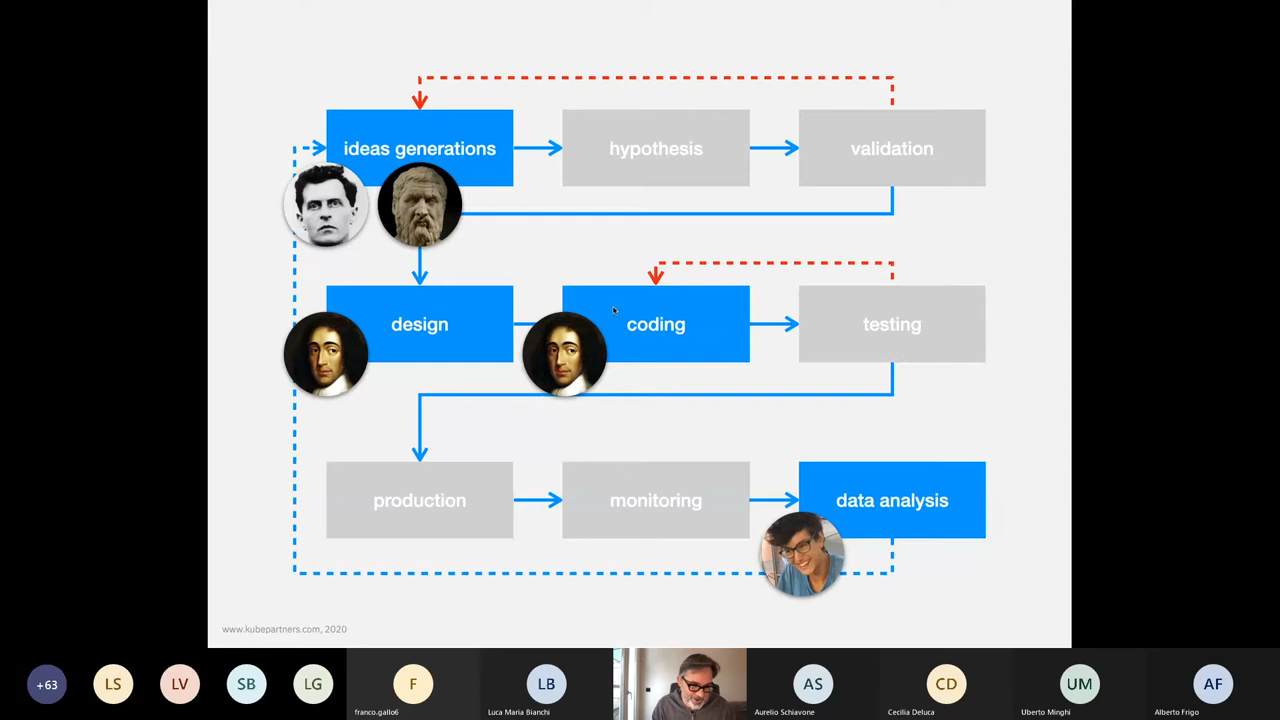 ideas generations
hypothesis
validation
design
coding
testing
production
monitoring
data analysis
www.kubepartners.com, 2020
+63
LS
LV
SB
LG
F
franco.gallo6
LB
Luca Maria Bianchi
AS
Aurelio Schiavone
CD
Cecilia Deluca
UM
Uberto Minghi
AF
Alberto Frigo